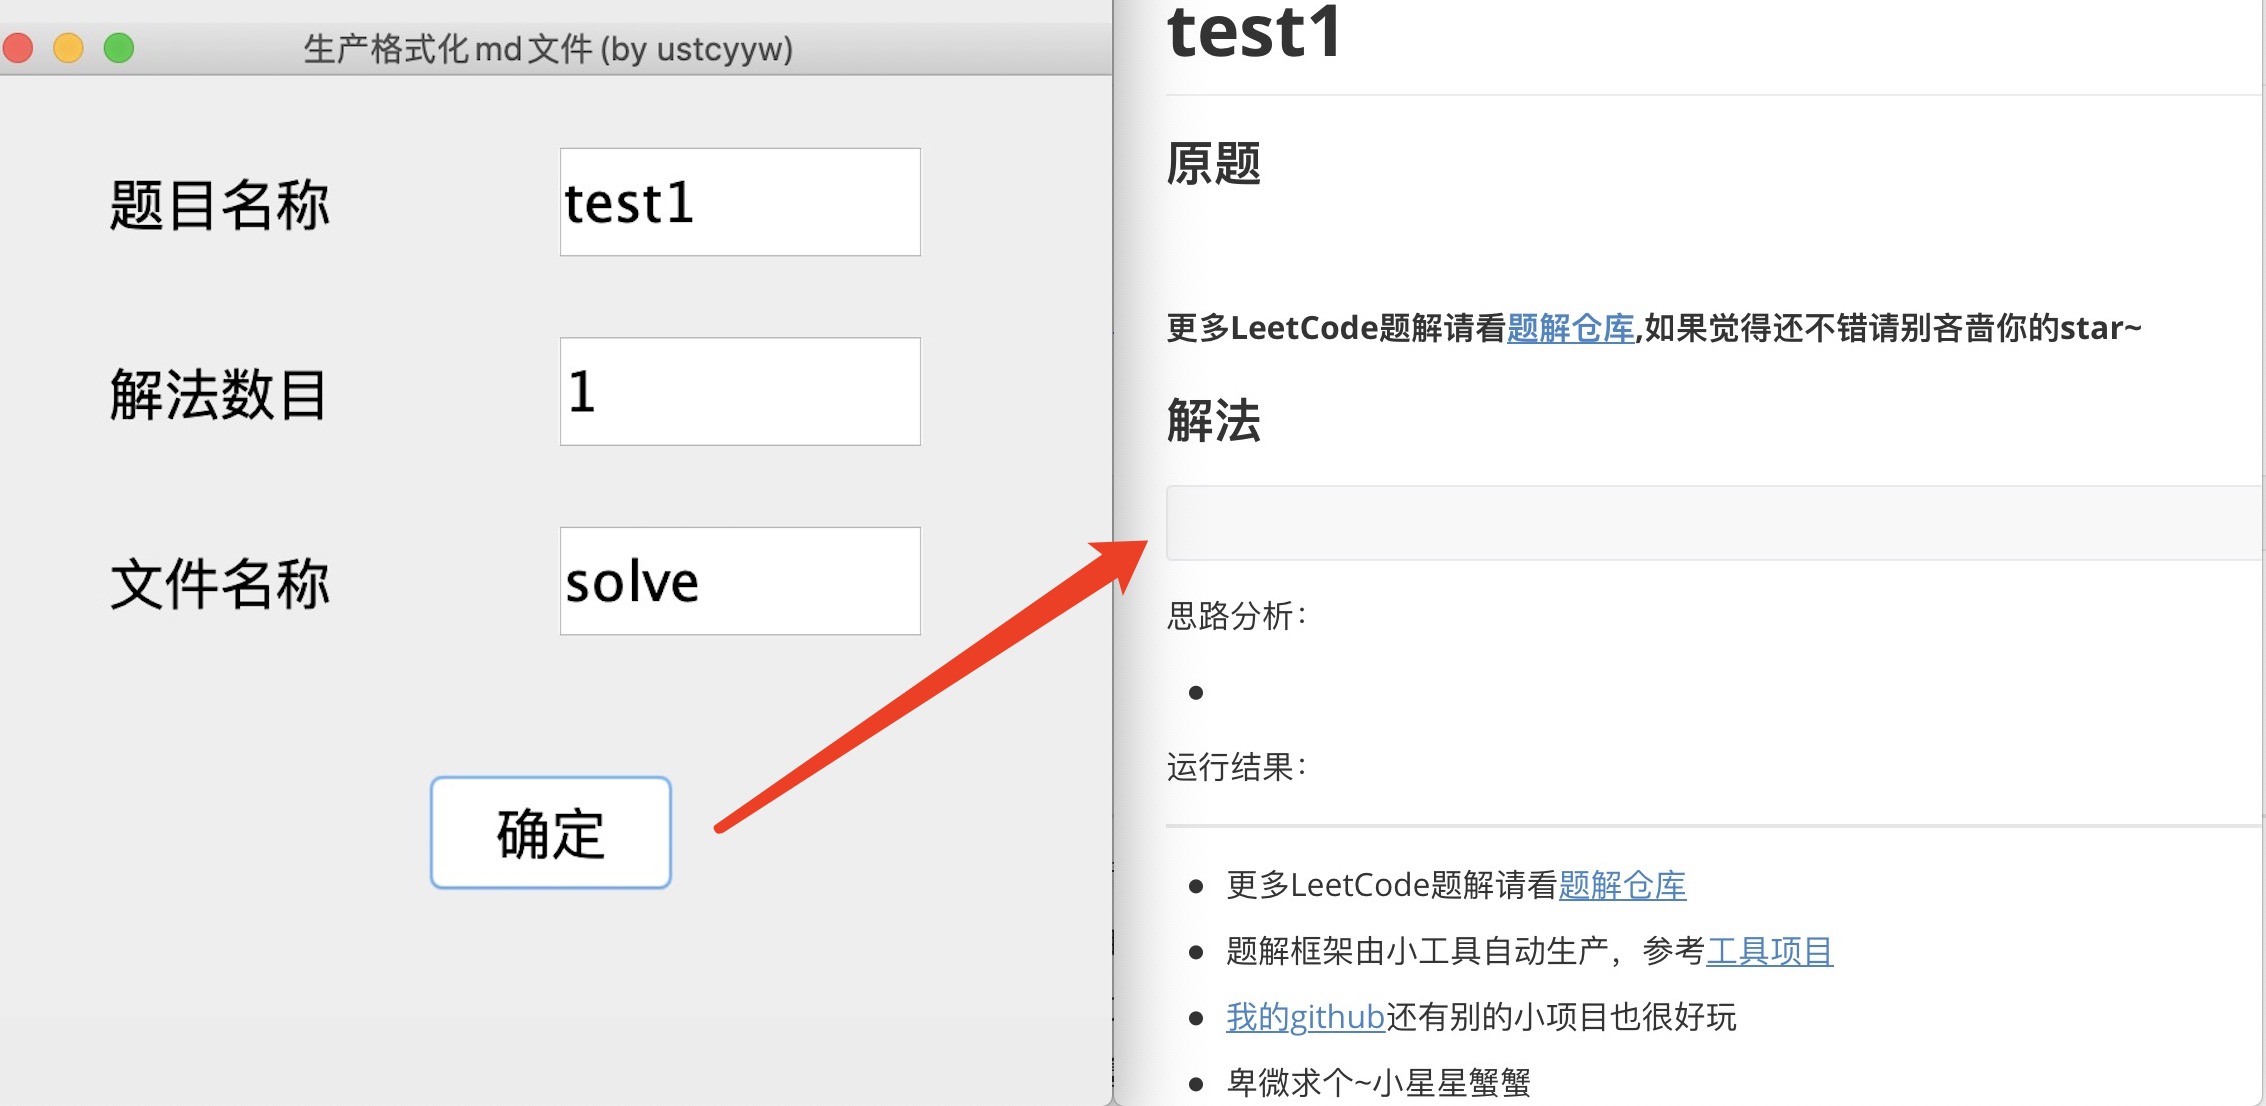 生产格式化md文件(by ustcyyw)
题目名称
test1
解法数目
1
文件名称
solve
确定
test1
原题
更多LeetCode题解请看题解仓库,如果觉得还不错请别吝啬你的star~
解法
思路分析：
运行结果：
更多LeetCode题解请看题解仓库
题解框架由小工具自动生产，参考工具项目
我的github还有别的小项目也很好玩
卑微求个~小星星蟹蟹